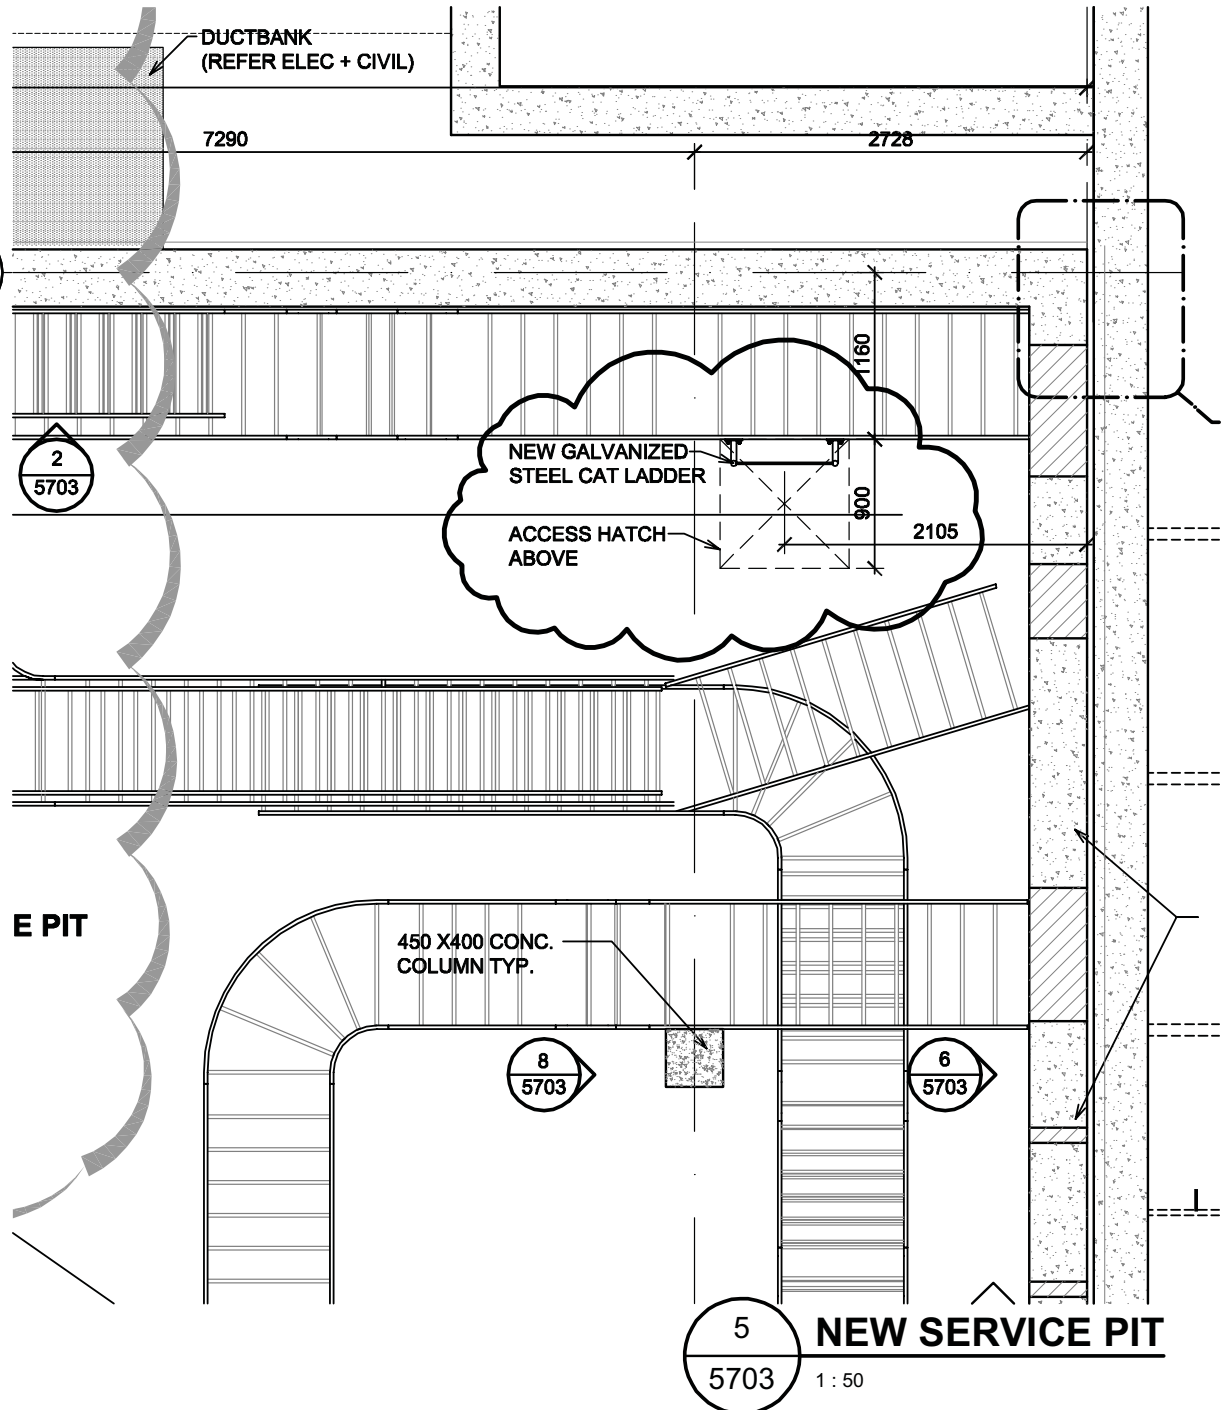 DUCTBANK
(REFER ELEC + CIVIL)
7290
2728
1160
2
5703
NEW GALVANIZED
STEEL CAT LADDER
900
ACCESS HATCH
ABOVE
2105
E PIT
450 X400 CONC.
COLUMN TYP.
8
5703
6
5703
5
5703
NEW SERVICE PIT
1 : 50